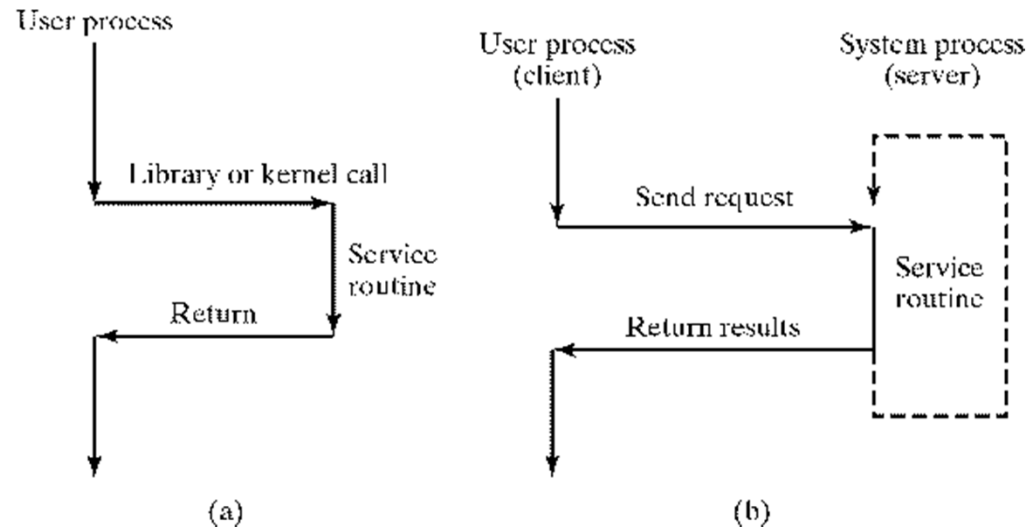 User process
Library or kernel call
Service
routine
Return
(a)
User process
(client)
System process
(server)
Send request
Service
routine
Return results
(b)